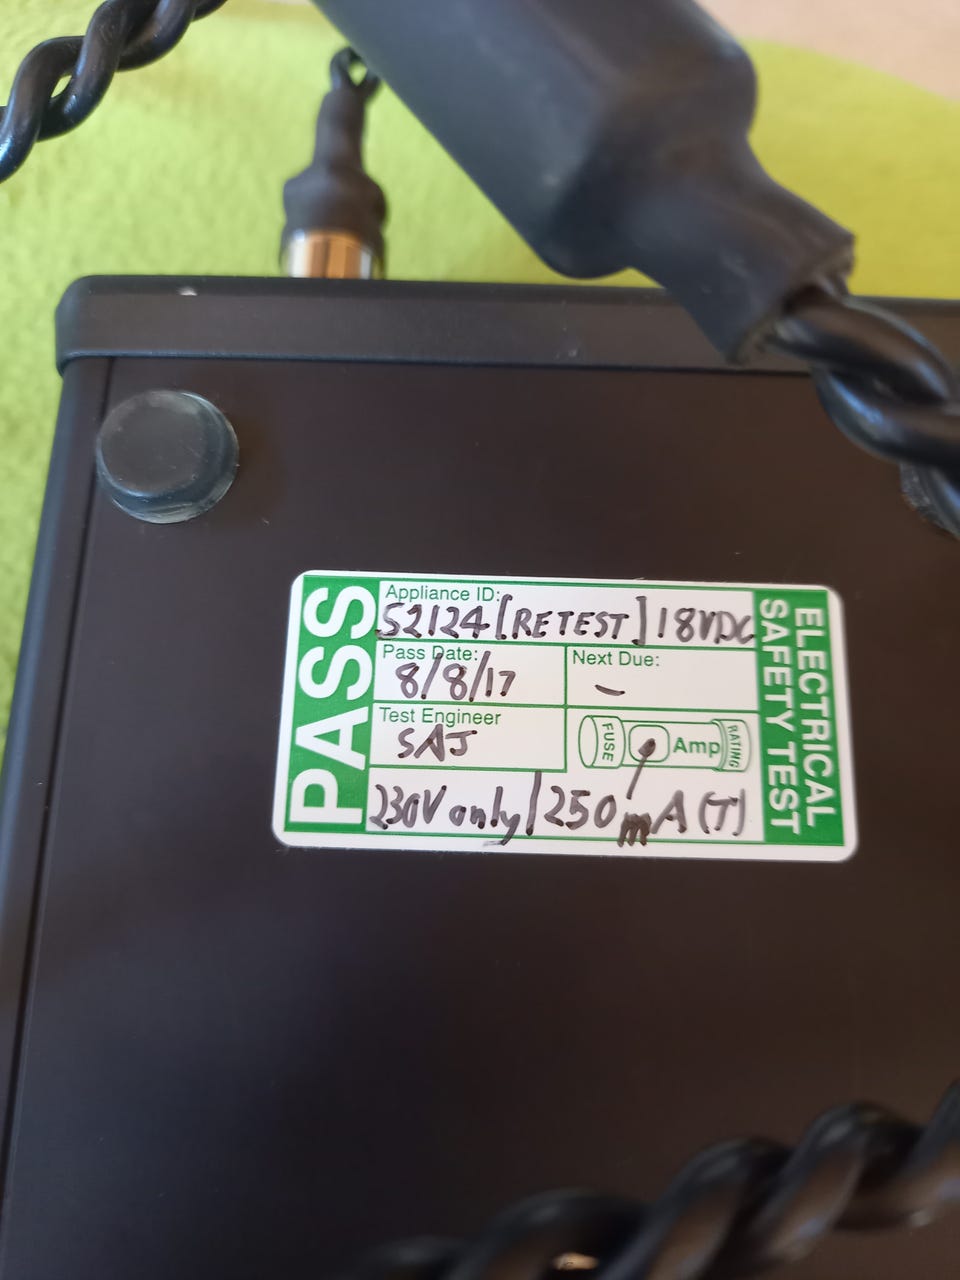 PASS
Appliance ID:
52124 [RETEST] 18VDC
Pass Date:
8/8/17
Next Due:
-
Test Engineer
SAJ
FUSE
Amp
RATING
230V only / 250mA (T)
ELECTRICAL
SAFETY TEST